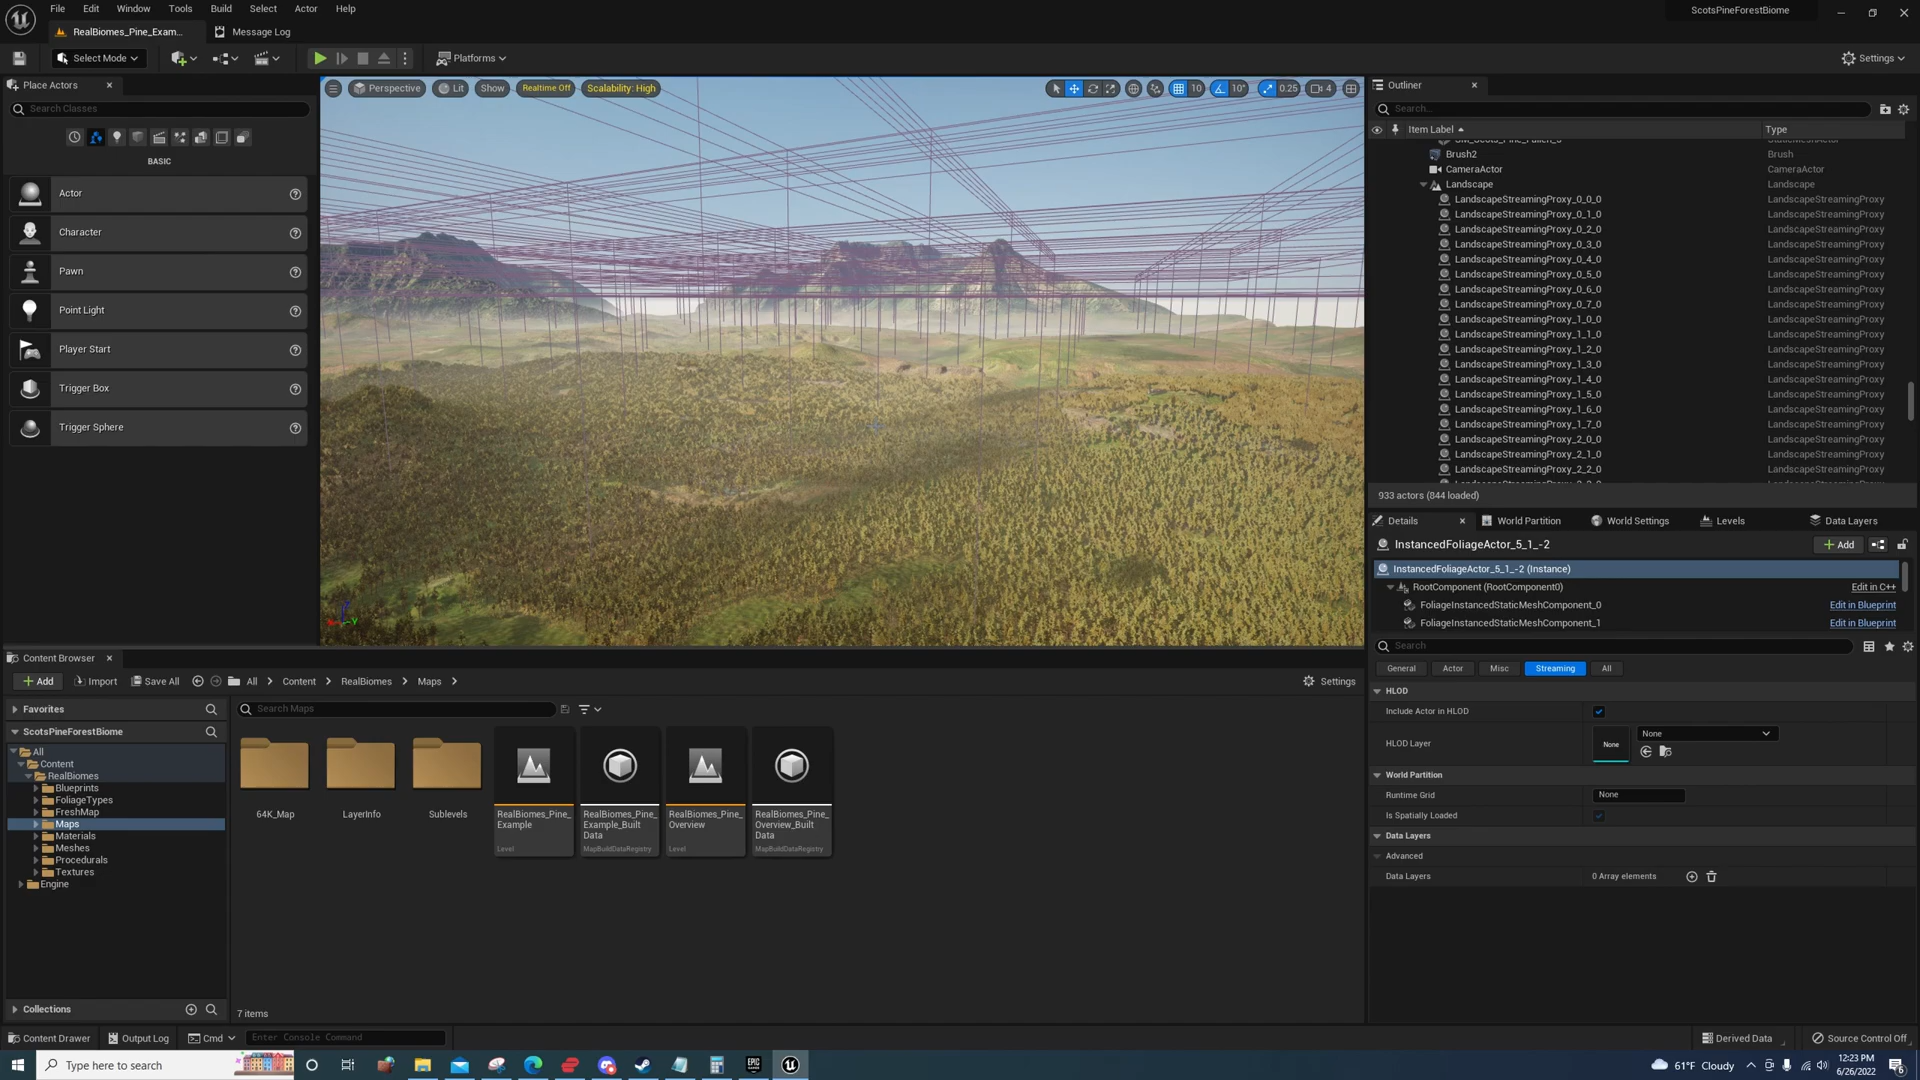 File Edit Window Tools Build Select Actor Help
ScotsPineForestBiome
RealBiomes_Pine_Exam...
Message Log
Select Mode
Platforms
Settings
Place Actors
Search Classes
BASIC
Actor
Character
Pawn
Point Light
Player Start
Trigger Box
Trigger Sphere
Perspective
Lit
Show
Realtime Off
Scalability: High
10
10°
0.25
4
Outliner
Search...
Item Label
Type
Brush2 Brush
CameraActor CameraActor
Landscape Landscape
LandscapeStreamingProxy_0_0_0 LandscapeStreamingProxy
LandscapeStreamingProxy_0_1_0 LandscapeStreamingProxy
LandscapeStreamingProxy_0_2_0 LandscapeStreamingProxy
LandscapeStreamingProxy_0_3_0 LandscapeStreamingProxy
LandscapeStreamingProxy_0_4_0 LandscapeStreamingProxy
LandscapeStreamingProxy_0_5_0 LandscapeStreamingProxy
LandscapeStreamingProxy_0_6_0 LandscapeStreamingProxy
LandscapeStreamingProxy_0_7_0 LandscapeStreamingProxy
LandscapeStreamingProxy_1_0_0 LandscapeStreamingProxy
LandscapeStreamingProxy_1_1_0 LandscapeStreamingProxy
LandscapeStreamingProxy_1_2_0 LandscapeStreamingProxy
LandscapeStreamingProxy_1_3_0 LandscapeStreamingProxy
LandscapeStreamingProxy_1_4_0 LandscapeStreamingProxy
LandscapeStreamingProxy_1_5_0 LandscapeStreamingProxy
LandscapeStreamingProxy_1_6_0 LandscapeStreamingProxy
LandscapeStreamingProxy_1_7_0 LandscapeStreamingProxy
LandscapeStreamingProxy_2_0_0 LandscapeStreamingProxy
LandscapeStreamingProxy_2_1_0 LandscapeStreamingProxy
LandscapeStreamingProxy_2_2_0 LandscapeStreamingProxy
933 actors (844 loaded)
Details
World Partition
World Settings
Levels
Data Layers
InstancedFoliageActor_5_1_-2
Add
InstancedFoliageActor_5_1_-2 (Instance)
RootComponent (RootComponent0) Edit in C++
FoliageInstancedStaticMeshComponent_0 Edit in Blueprint
FoliageInstancedStaticMeshComponent_1 Edit in Blueprint
Search
General Actor Misc Streaming All
HLOD
Include Actor in HLOD
HLOD Layer
None
None
World Partition
Runtime Grid
None
Is Spatially Loaded
Data Layers
Advanced
Data Layers
0 Array elements
Content Browser
Add
Import
Save All
All
Content
RealBiomes
Maps
Settings
Favorites
Search Maps
ScotsPineForestBiome
All
Content
RealBiomes
Blueprints
FoliageTypes
FreshMap
Maps
Materials
Meshes
Procedurals
Textures
Engine
64K_Map
LayerInfo
Sublevels
RealBiomes_Pine_
Example
Level
RealBiomes_Pine_
Example_Built
Data
MapBuildDataRegistry
RealBiomes_Pine_
Overview
Level
RealBiomes_Pine_
Overview_Built
Data
MapBuildDataRegistry
Collections
7 items
Content Drawer
Output Log
Cmd
Enter Console Command
Derived Data
Source Control Off
Type here to search
61°F Cloudy
12:23 PM
6/26/2022
6